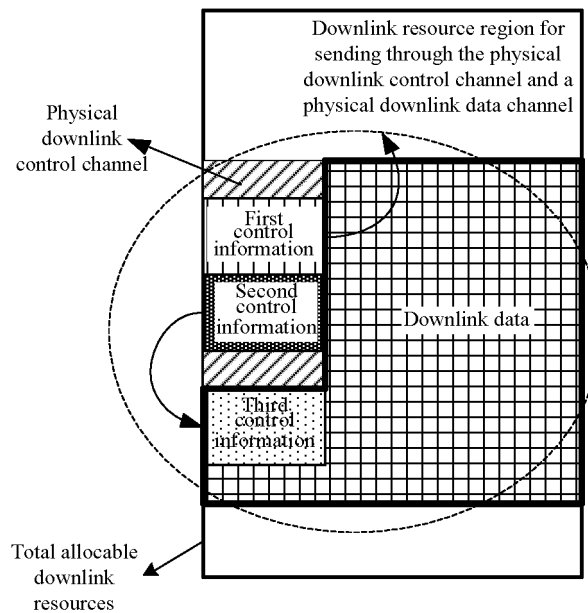 Downlink resource region for
sending through the physical
downlink control channel and a
physical downlink data channel
Physical
downlink
control channel
First
control
information
Second
control
information
Downlink data
Third
control
information
Total allocable
downlink
resources